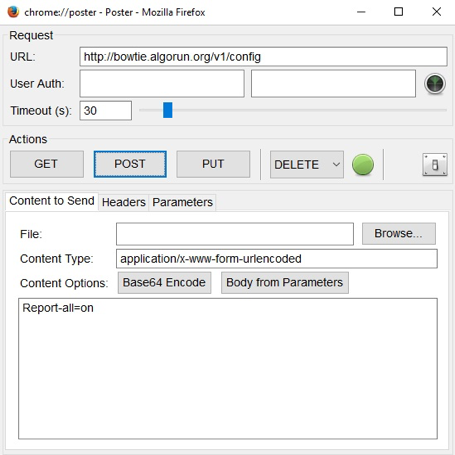 chrome://poster - Poster - Mozilla Firefox
Request
URL: http://bowtie.algorun.org/v1/config
User Auth:
Timeout (s): 30
Actions
GET POST PUT DELETE
Content to Send Headers Parameters
File: Browse...
Content Type: application/x-www-form-urlencoded
Content Options: Base64 Encode Body from Parameters
Report-all=on